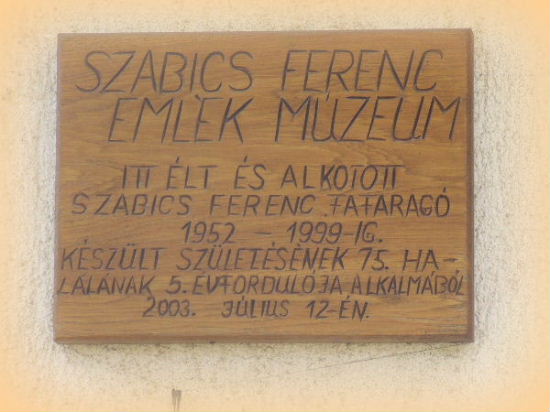 SZABICS FERENC
EMLÉK MÚZEUM
ITT ÉLT ÉS ALKOTOTT
SZABICS FERENC FAFARAGÓ
1952 – 1999-IG.
KÉSZÜLT SZÜLETÉSÉNEK 75. HA-
LÁLÁNAK 5. ÉVFORDULÓJA ALKALMÁBÓL
2003. JÚLIUS 12-ÉN.